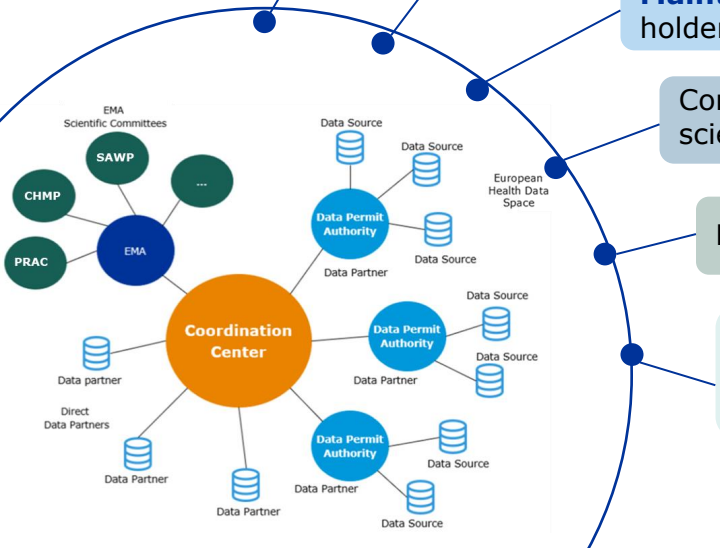 holder
EMA
Scientific Committees
SAWP
...
CHMP
PRAC
EMA
Data Source
Data Source
Data Permit
Authority
Data Source
Data Partner
European
Health Data
Space
scie
Coordination
Center
Data Source
Data Permit
Authority
Data Source
Data Partner
Data partner
Direct
Data Partners
Data Partner
Data Partner
Data Permit
Authority
Data Partner
Data Source
Data Source